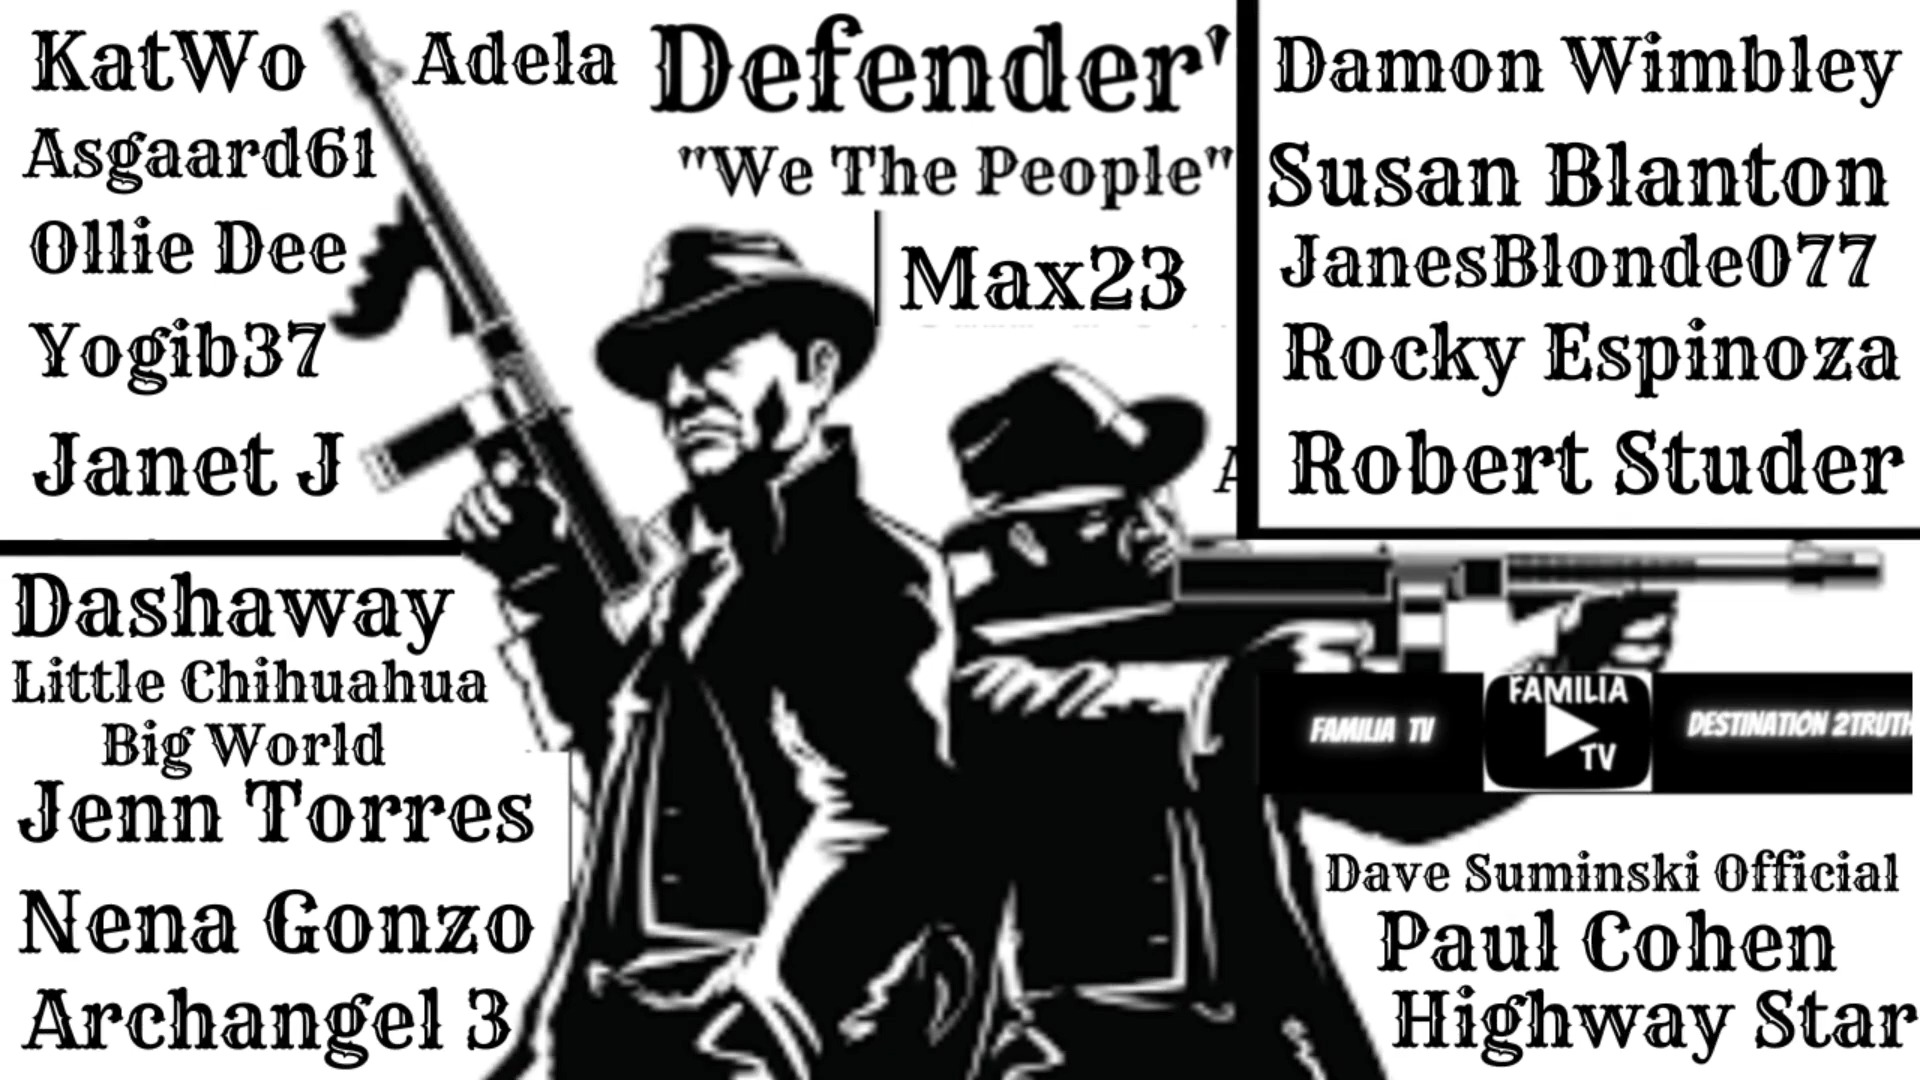 KatWo
Adela
Asgaard61
Ollie Dee
Yogib37
Janet J
Defender'
"We The People"
Max23
A
Damon Wimbley
Susan Blanton
JanesBlonde077
Rocky Espinoza
Robert Studer
Dashaway
Little Chihuahua
Big World
Jenn Torres
Nena Gonzo
Archangel 3
FAMILIA TV
FAMILIA
TV
DESTINATION 2TRUTH
Dave Suminski Official
Paul Cohen
Highway Star